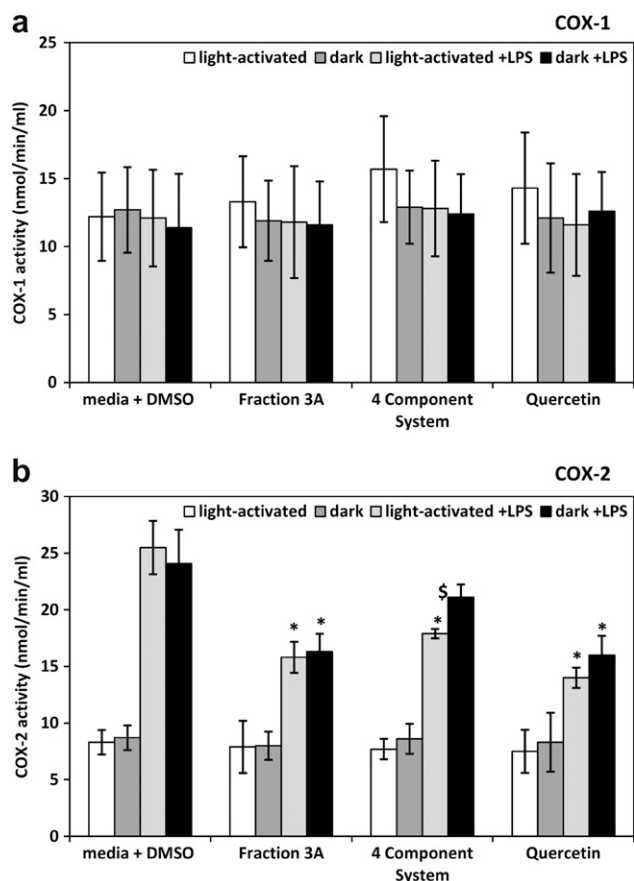 a
COX-1
light-activated dark light-activated +LPS dark +LPS
COX-1 activity (nmol/min/ml)
25
20
15
10
5
0
media + DMSO Fraction 3A 4 Component System Quercetin
b
COX-2
light-activated dark light-activated +LPS dark +LPS
COX-2 activity (nmol/min/ml)
30
25
20
15
10
5
0
* * $ * * *
media + DMSO Fraction 3A 4 Component System Quercetin